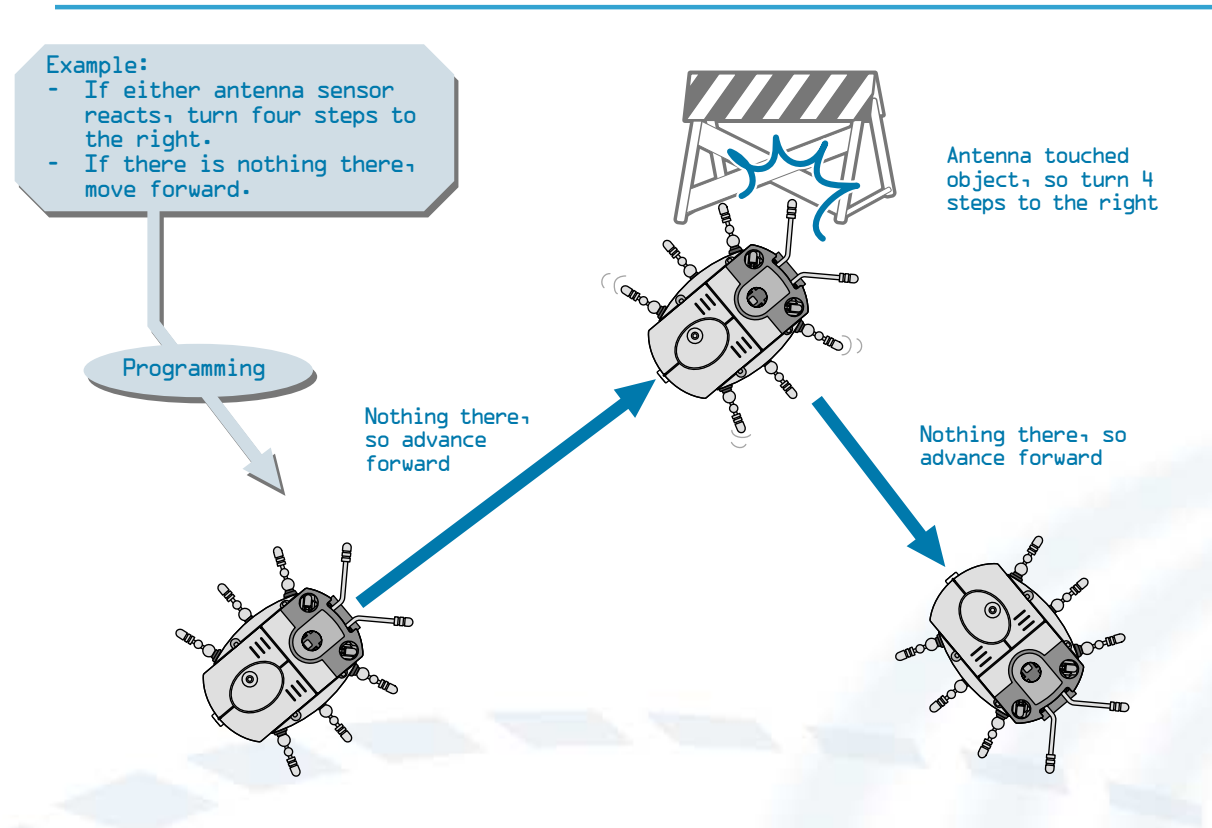 Example:
- If either antenna sensor
reacts, turn four steps to
the right.
- If there is nothing there,
move forward.
Programming
Nothing there,
so advance
forward
Antenna touched
object, so turn 4
steps to the right
Nothing there, so
advance forward